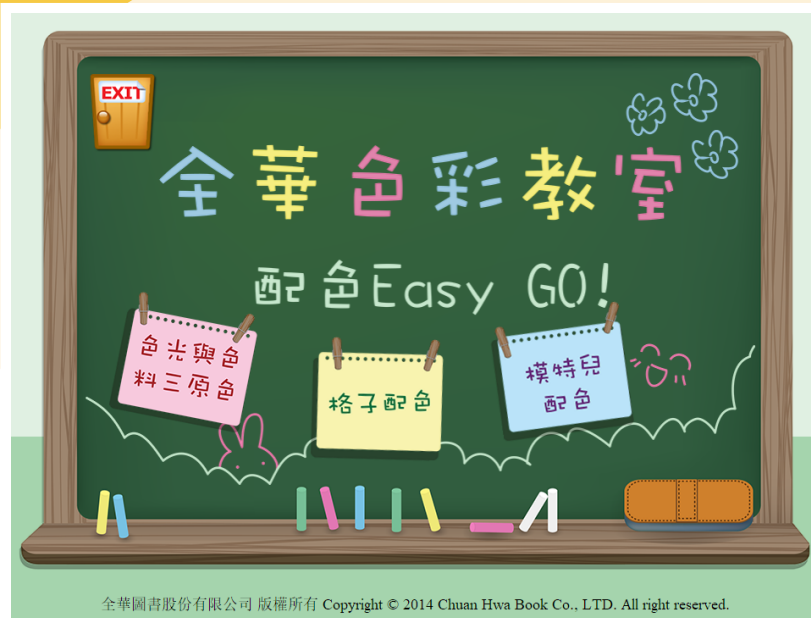 EXIT
全華色彩教室
配色Easy GO!
色光與色
料三原色
格子配色
模特兒
配色
全華圖書股份有限公司 版權所有 Copyright © 2014 Chuan Hwa Book Co., LTD. All right reserved.